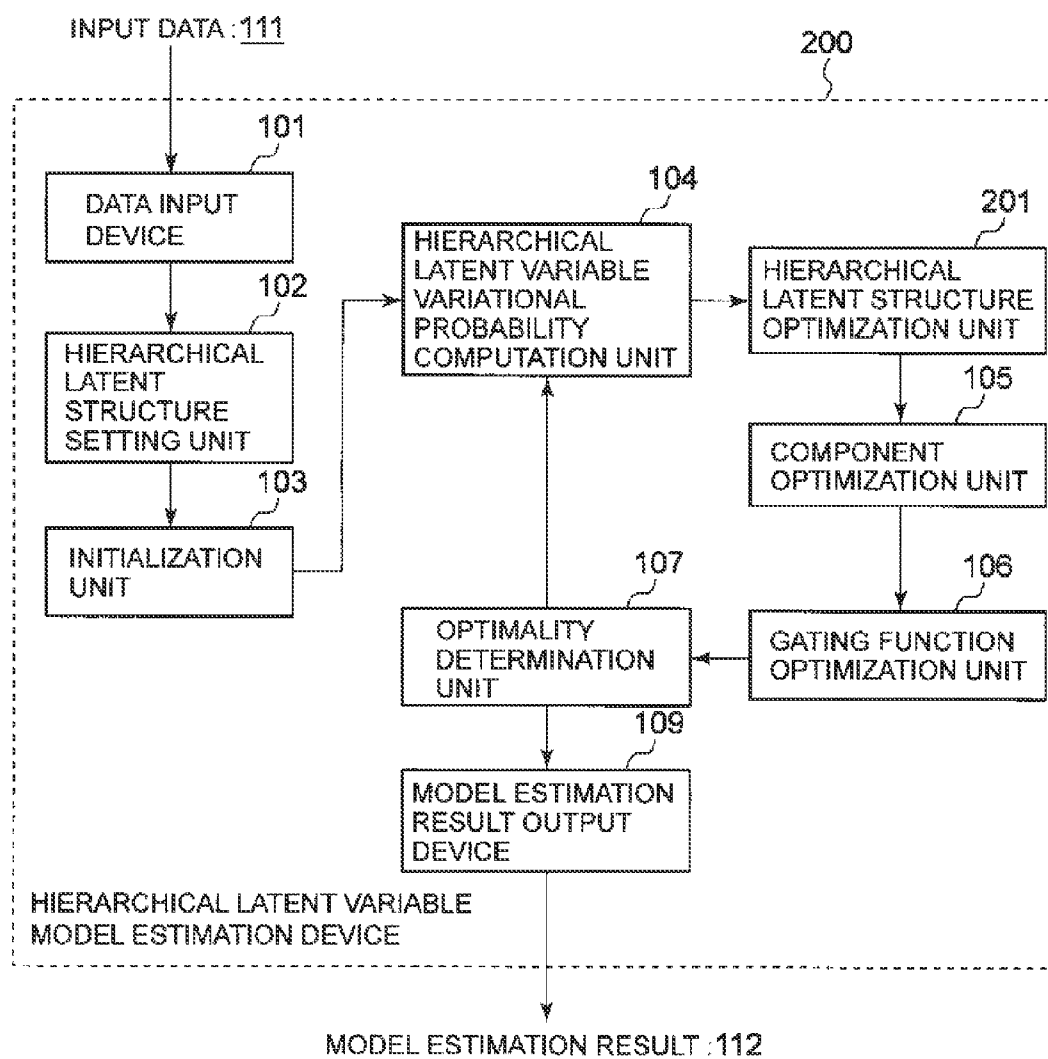 INPUT DATA : 111
200
101
DATA INPUT
DEVICE
102
HIERARCHICAL
LATENT
STRUCTURE
SETTING UNIT
103
INITIALIZATION
UNIT
104
HIERARCHICAL
LATENT VARIABLE
VARIATIONAL
PROBABILITY
COMPUTATION UNIT
201
HIERARCHICAL
LATENT STRUCTURE
OPTIMIZATION UNIT
105
COMPONENT
OPTIMIZATION UNIT
106
GATING FUNCTION
OPTIMIZATION UNIT
107
OPTIMALITY
DETERMINATION
UNIT
109
MODEL ESTIMATION
RESULT OUTPUT
DEVICE
HIERARCHICAL LATENT VARIABLE
MODEL ESTIMATION DEVICE
MODEL ESTIMATION RESULT : 112